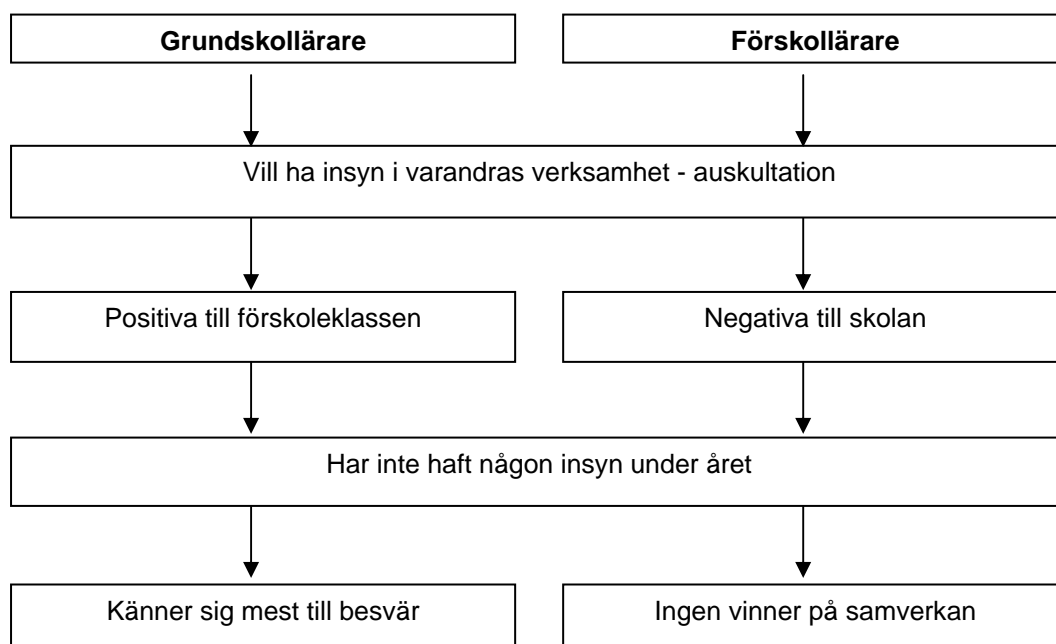 Grundskollärare
Förskollärare
Vill ha insyn i varandras verksamhet - auskultation
Positiva till förskoleklassen
Negativa till skolan
Har inte haft någon insyn under året
Känner sig mest till besvär
Ingen vinner på samverkan